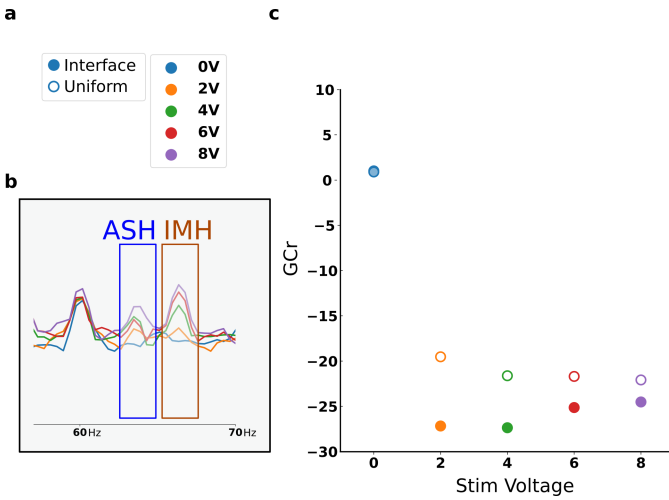 a
Interface
Uniform
0V
2V
4V
6V
8V
b
ASH IMH
60Hz 70Hz
c
GCr
10
5
0
−5
−10
−15
−20
−25
−30
0 2 4 6 8
Stim Voltage